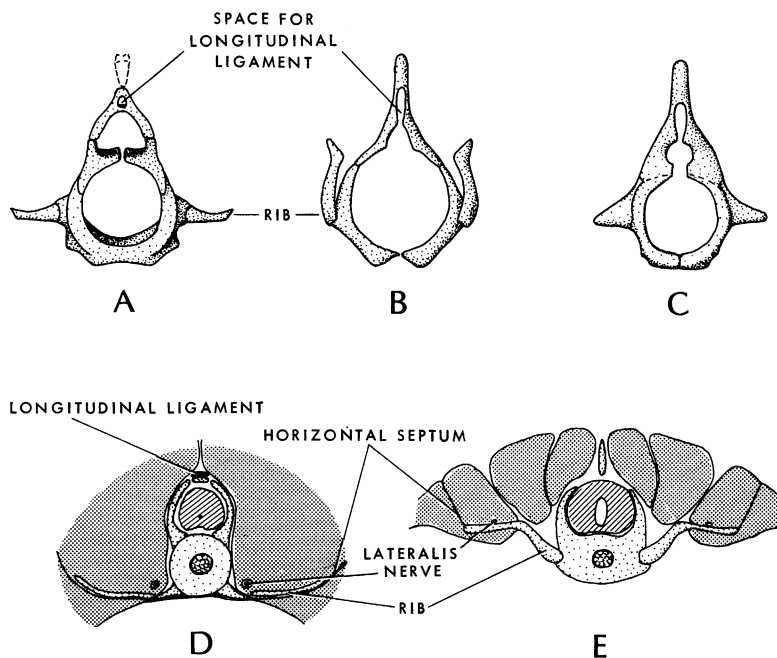 SPACE FOR
LONGITUDINAL
LIGAMENT
RIB
A
B
C
LONGITUDINAL LIGAMENT
HORIZONTAL SEPTUM
LATERALIS
NERVE
RIB
D
E